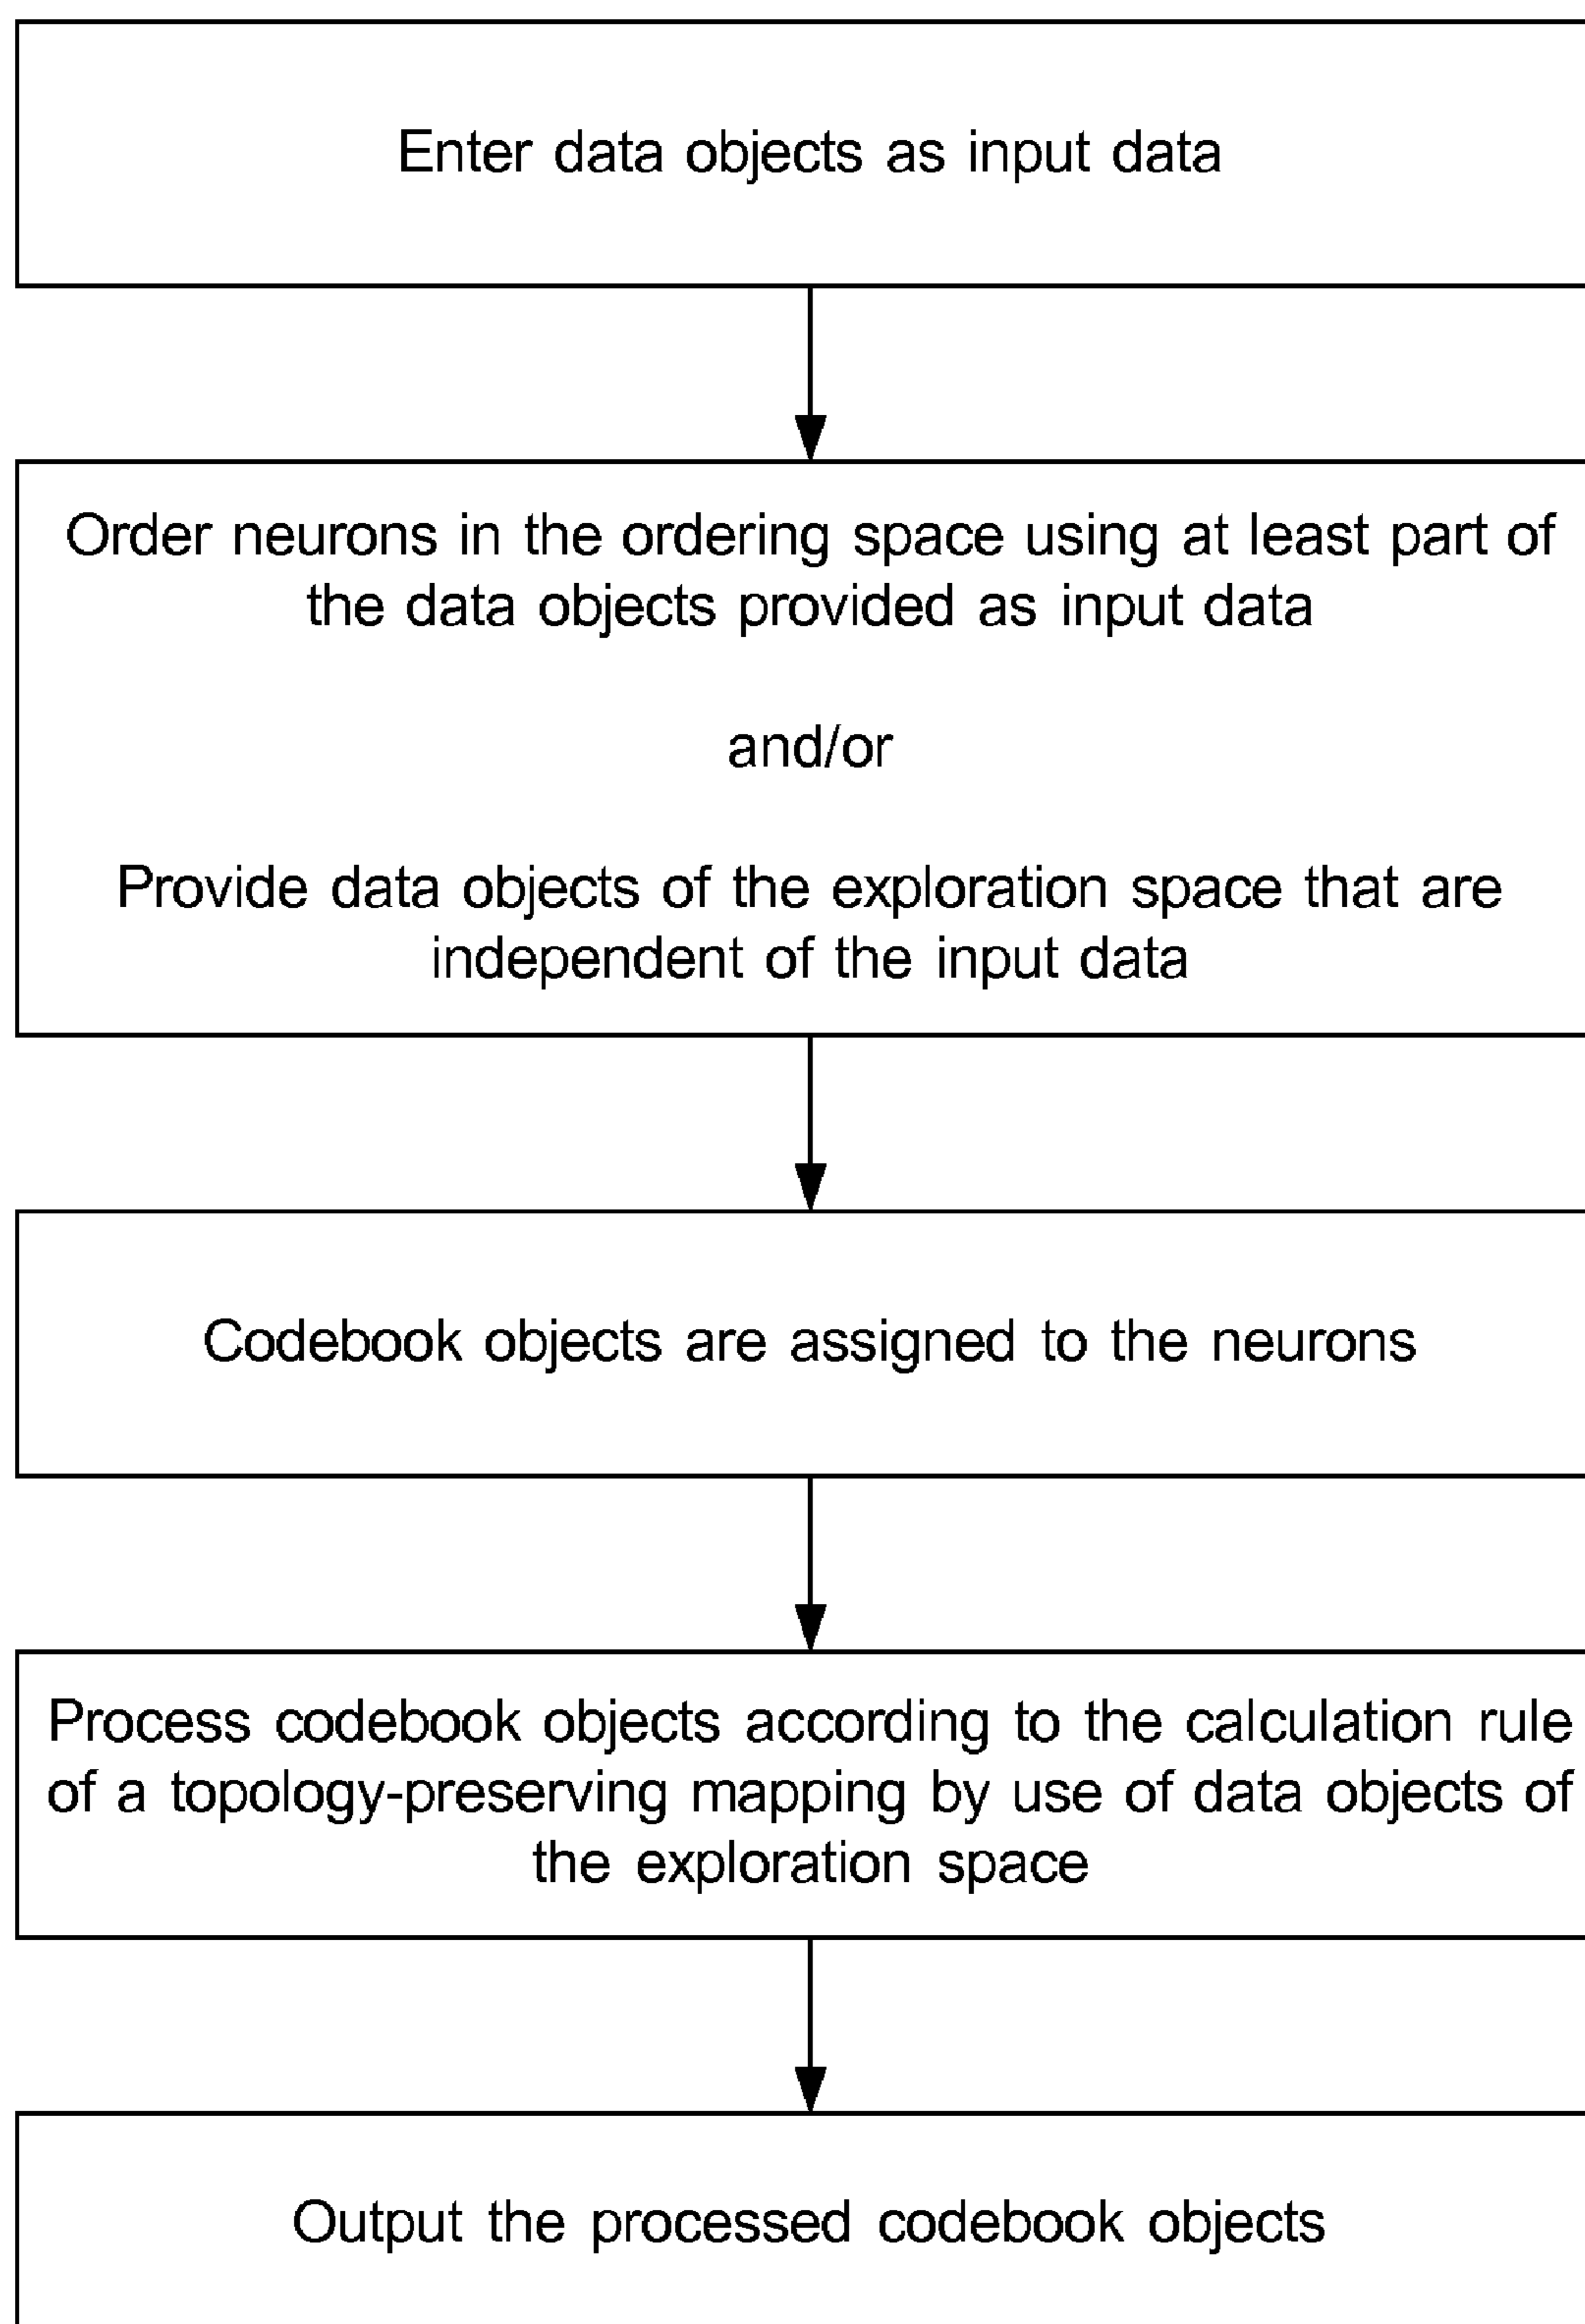 Enter data objects as input data
Order neurons in the ordering space using at least part of
the data objects provided as input data
and/or
Provide data objects of the exploration space that are
independent of the input data
Codebook objects are assigned to the neurons
Process codebook objects according to the calculation rule
of a topology-preserving mapping by use of data objects of
the exploration space
Output the processed codebook objects